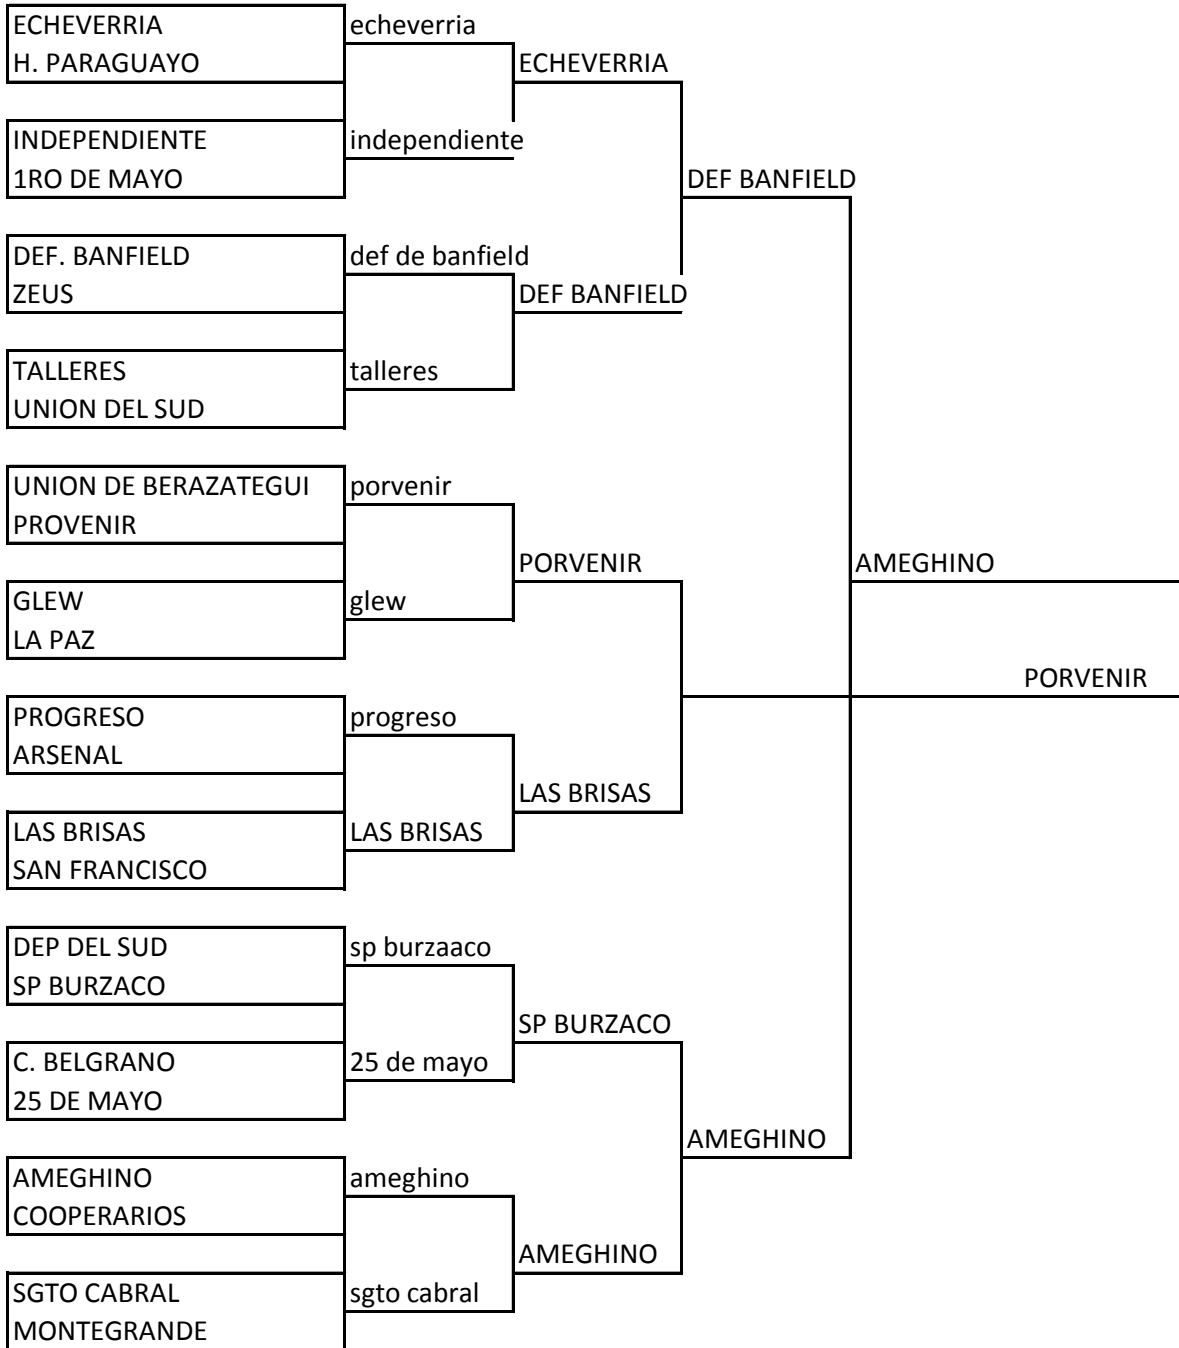 ECHEVERRIA
H. PARAGUAYO
INDEPENDIENTE
1RO DE MAYO
DEF. BANFIELD
ZEUS
TALLERES
UNION DEL SUD
UNION DE BERAZATEGUI
PROVENIR
GLEW
LA PAZ
PROGRESO
ARSENAL
LAS BRISAS
SAN FRANCISCO
DEP DEL SUD
SP BURZACO
C. BELGRANO
25 DE MAYO
AMEGHINO
COOPERARIOS
SGTO CABRAL
MONTEGRANDE
echeverria
independiente
def de banfield
talleres
porvenir
glew
progreso
LAS BRISAS
sp burzaaco
25 de mayo
ameghino
sgto cabral
ECHEVERRIA
DEF BANFIELD
PORVENIR
LAS BRISAS
SP BURZACO
AMEGHINO
DEF BANFIELD
AMEGHINO
AMEGHINO
PORVENIR